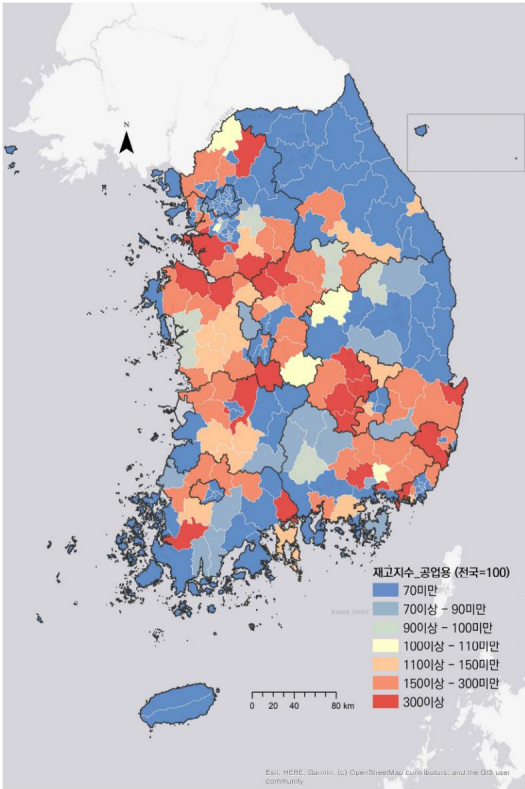 N
재고지수_공업용 (전국=100)
70미만
70이상 - 90미만
90이상 - 100미만
100이상 - 110미만
110이상 - 150미만
150이상 - 300미만
300이상
0 20 40 80 km
Esri, HERE, Garmin, (c) OpenStreetMap contributors, and the GIS user
community